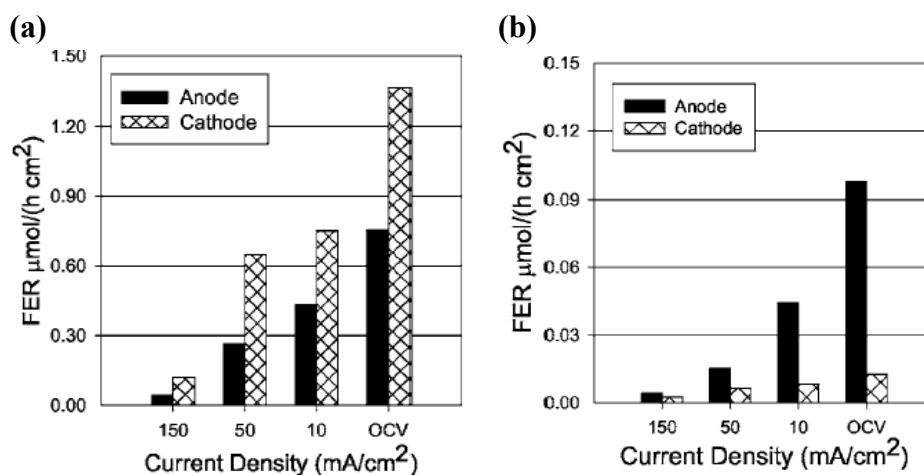 (a)
FER μmol/(h cm²)
1.50
1.20
0.90
0.60
0.30
0.00
Anode
Cathode
150 50 10 OCV
Current Density (mA/cm²)
(b)
FER μmol/(h cm²)
0.15
0.12
0.09
0.06
0.03
0.00
Anode
Cathode
150 50 10 OCV
Current Density (mA/cm²)